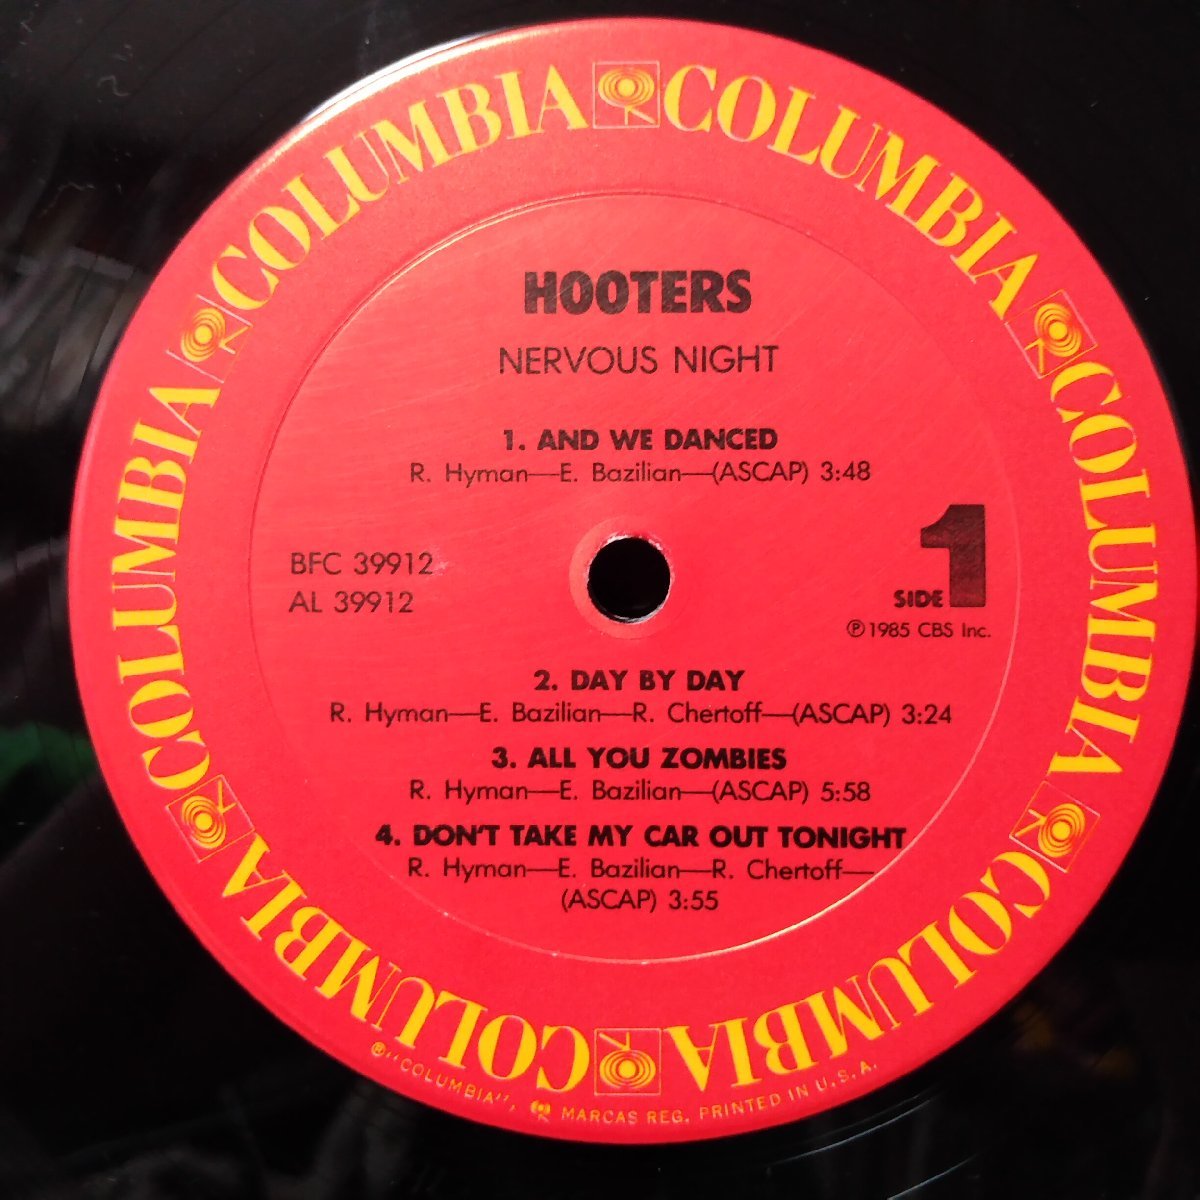 COLUMBIA COLUMBIA COLUMBIA COLUMBIA COLUMBIA COLUMBIA COLUMBIA COLUMBIA
HOOTERS
NERVOUS NIGHT
1. AND WE DANCED
R. Hyman—E. Bazilian—(ASCAP) 3:48
BFC 39912
AL 39912
SIDE 1
℗ 1985 CBS Inc.
2. DAY BY DAY
R. Hyman—E. Bazilian—R. Chertoff—(ASCAP) 3:24
3. ALL YOU ZOMBIES
R. Hyman—E. Bazilian—(ASCAP) 5:58
4. DON'T TAKE MY CAR OUT TONIGHT
R. Hyman—E. Bazilian—R. Chertoff—
(ASCAP) 3:55
® "COLUMBIA", MARCAS REG. PRINTED IN U.S.A.